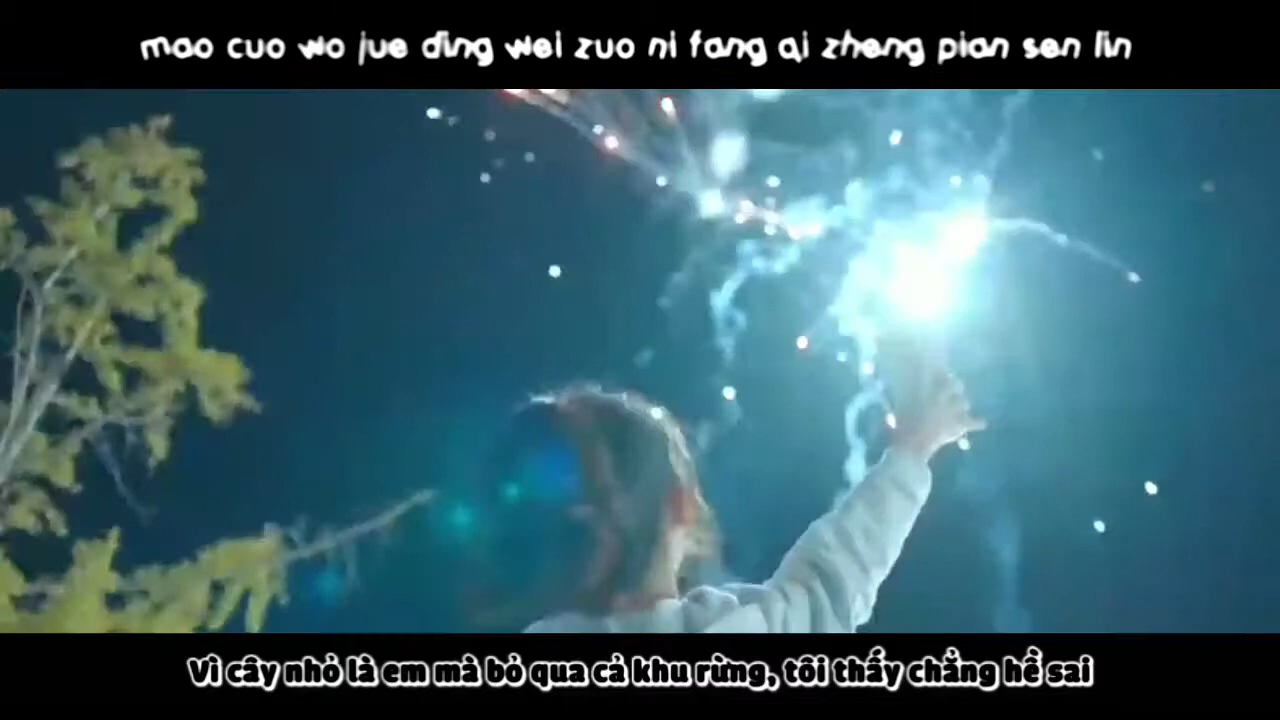 mao cuo wo jue ding wei zuo ni fang qi zheng pian sen lin
Vì cây nhỏ là em mà bỏ qua cả khu rừng, tôi thấy chẳng hề sai